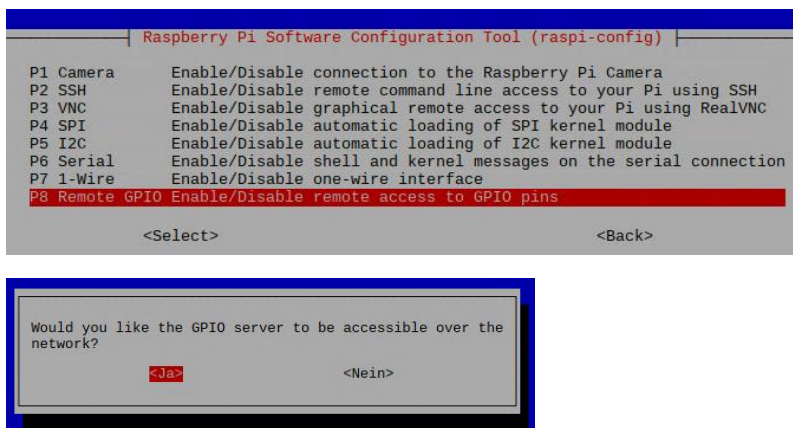 Raspberry Pi Software Configuration Tool (raspi-config)
P1 Camera Enable/Disable connection to the Raspberry Pi Camera
P2 SSH Enable/Disable remote command line access to your Pi using SSH
P3 VNC Enable/Disable graphical remote access to your Pi using RealVNC
P4 SPI Enable/Disable automatic loading of SPI kernel module
P5 I2C Enable/Disable automatic loading of I2C kernel module
P6 Serial Enable/Disable shell and kernel messages on the serial connection
P7 1-Wire Enable/Disable one-wire interface
P8 Remote GPIO Enable/Disable remote access to GPIO pins
<Select> <Back>
Would you like the GPIO server to be accessible over the
network?
<Ja> <Nein>